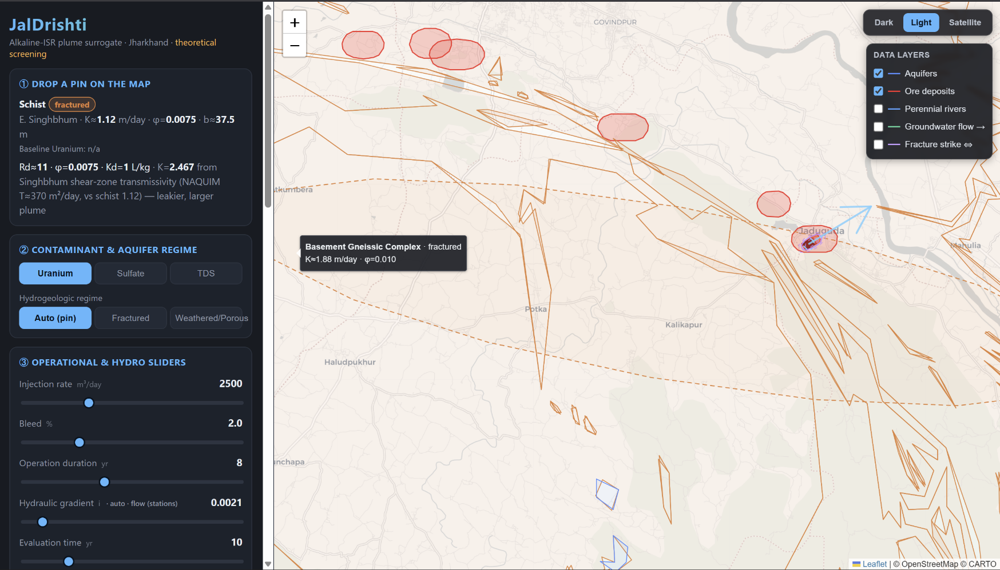 JalDrishti
Alkaline-ISR plume surrogate · Jharkhand · theoretical
screening
① DROP A PIN ON THE MAP
Schist fractured
E. Singhbhum · K≈1.12 m/day · φ=0.0075 · b≈37.5
m
Baseline Uranium: n/a
Rd≈11 · φ=0.0075 · Kd=1 L/kg · K=2.467 from
Singhbhum shear-zone transmissivity (NAQUIM
T≈370 m²/day, vs schist 1.12) — leakier, larger
plume
② CONTAMINANT & AQUIFER REGIME
Uranium Sulfate TDS
Hydrogeologic regime
Auto (pin) Fractured Weathered/Porous
③ OPERATIONAL & HYDRO SLIDERS
Injection rate m³/day 2500
Bleed % 2.0
Operation duration yr 8
Hydraulic gradient i · auto · flow (stations) 0.0021
Evaluation time yr 10
+
−
GOVINDPUR
Dark Light Satellite
DATA LAYERS
Aquifers
Ore deposits
Perennial rivers
Groundwater flow →
Fracture strike ⇔
tkumbera
Jaduguda
Mahulia
Basement Gneissic Complex · fractured
K≈1.88 m/day · φ=0.010
Potka
Kalikapur
Haludpukhur
nchapa
Leaflet | © OpenStreetMap © CARTO